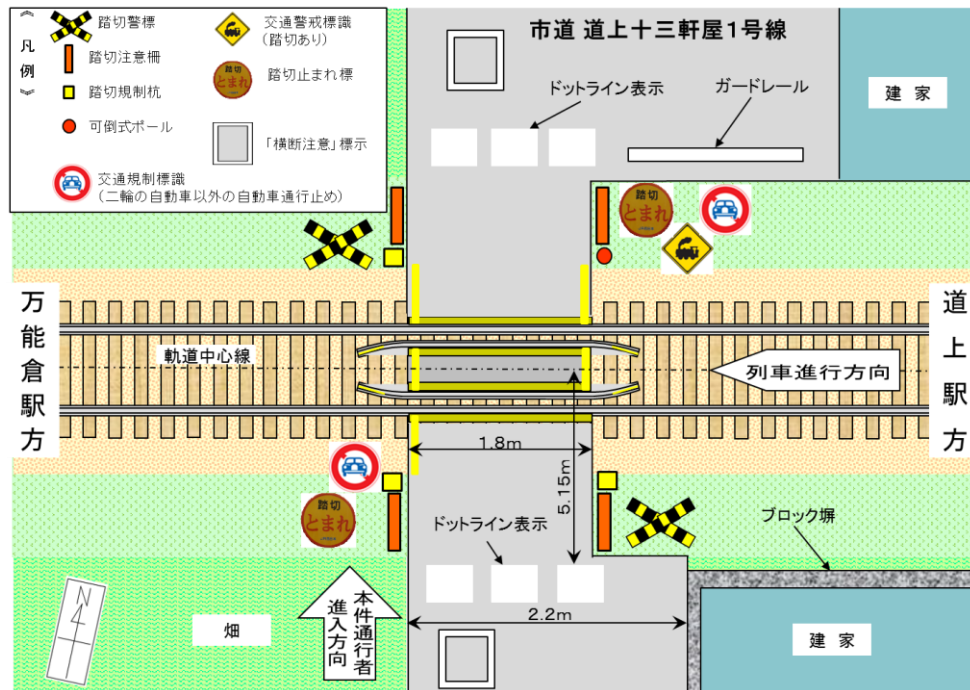 《凡例》
踏切警標
踏切注意柵
踏切規制杭
可倒式ポール
交通規制標識
(二輪の自動車以外の自動車通行止め)
交通警戒標識
(踏切あり)
踏切
とまれ
踏切止まれ標
「横断注意」標示
市道 道上十三軒屋1号線
ドットライン表示
ガードレール
建 家
踏切
とまれ
万能倉駅方
軌道中心線
列車進行方向
道上駅方
1.8m
5.15m
踏切
とまれ
ドットライン表示
ブロック塀
2.2m
N
畑
本件通行者
進入方向
建 家